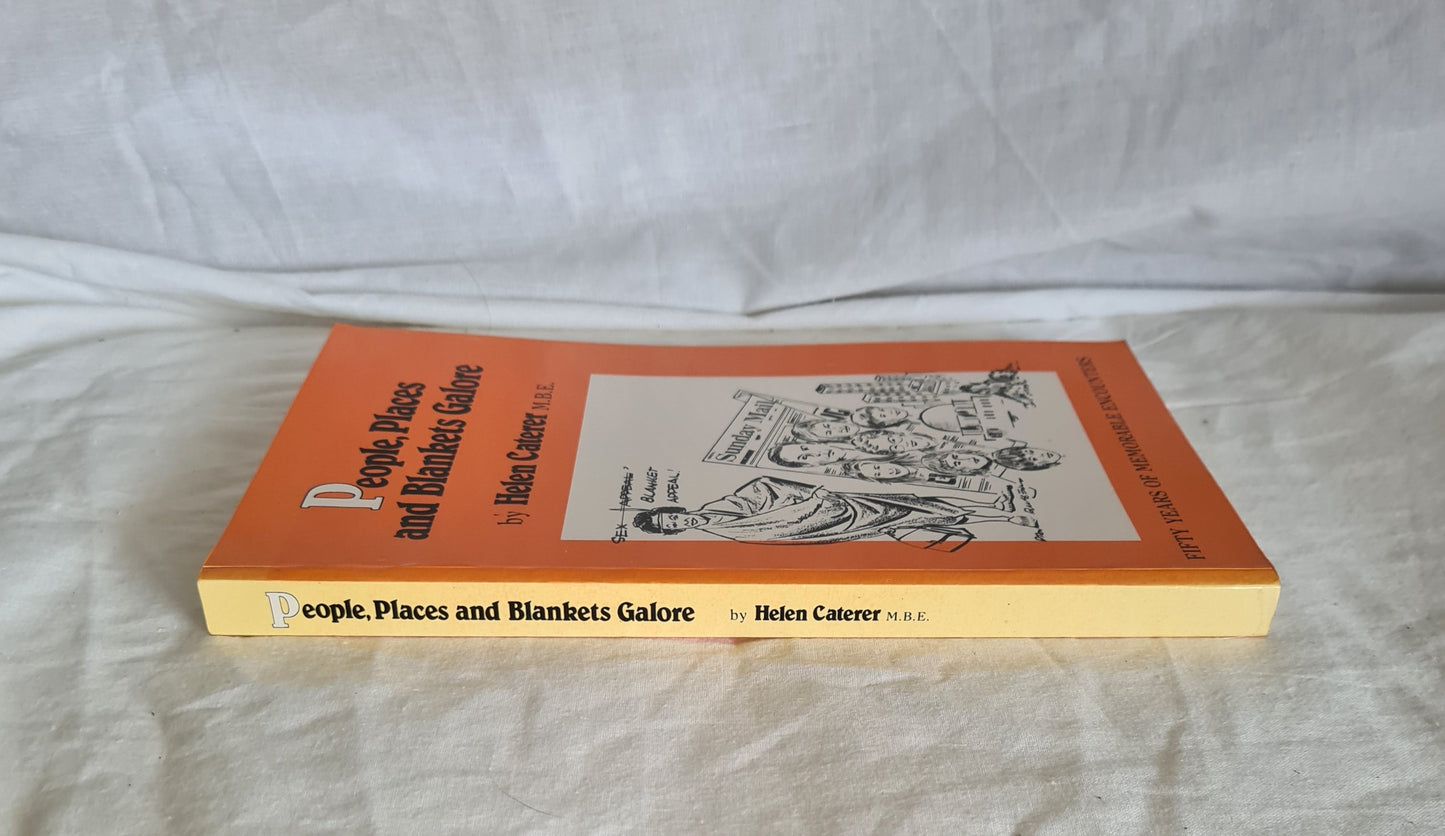 People, Places
and Blankets Galore
by Helen Caterer M.B.E.
Sunday Mail
SEX APPEAL?
BLANKET
APPEAL!
FIFTY YEARS OF MEMORABLE ENCOUNTERS
People, Places and Blankets Galore by Helen Caterer M.B.E.